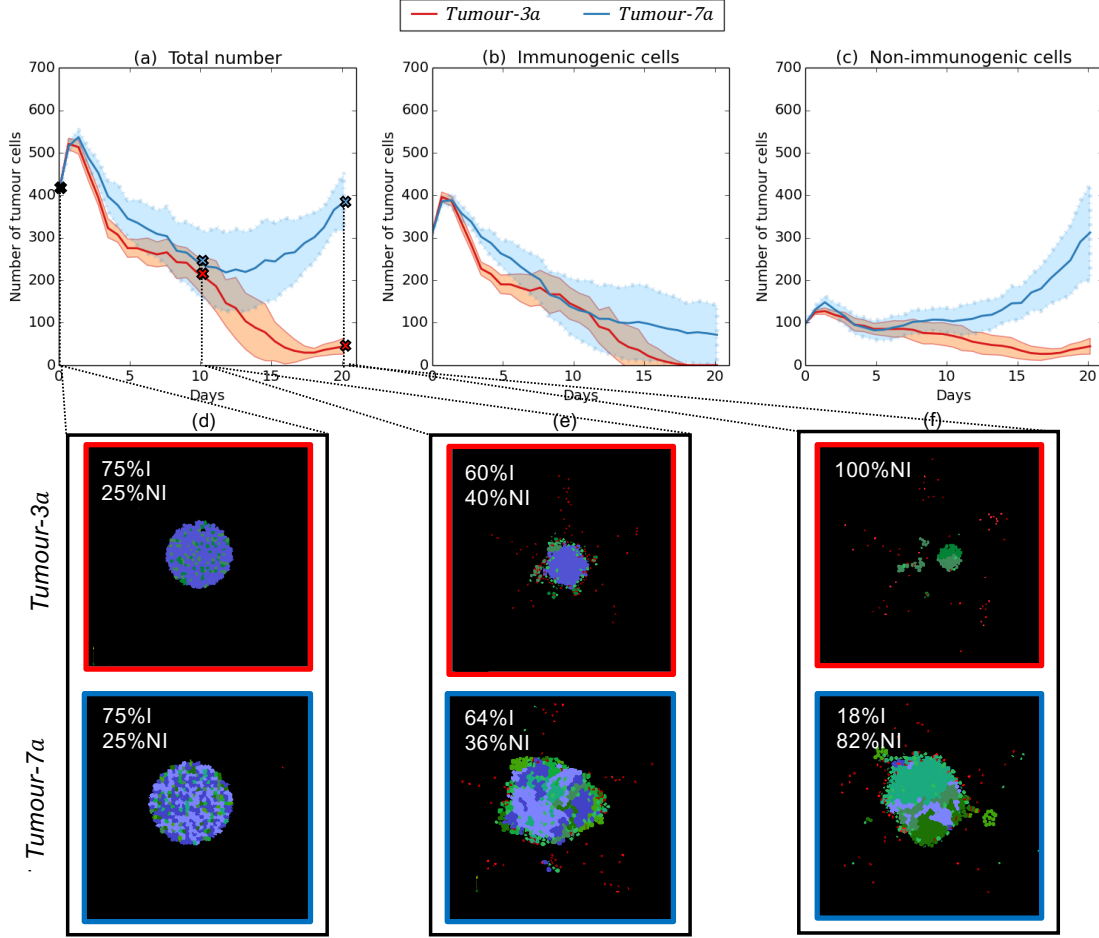 Tumour-3a Tumour-7a
(a) Total number
(b) Immunogenic cells
(c) Non-immunogenic cells
Number of tumour cells
700
600
500
400
300
200
100
0
0 5 10 15 20
Days
Number of tumour cells
700
600
500
400
300
200
100
0
0 5 10 15 20
Days
Number of tumour cells
700
600
500
400
300
200
100
0
0 5 10 15 20
Days
(d)
(e)
(f)
Tumour-3a
75%I
25%NI
60%I
40%NI
100%NI
Tumour-7a
75%I
25%NI
64%I
36%NI
18%I
82%NI